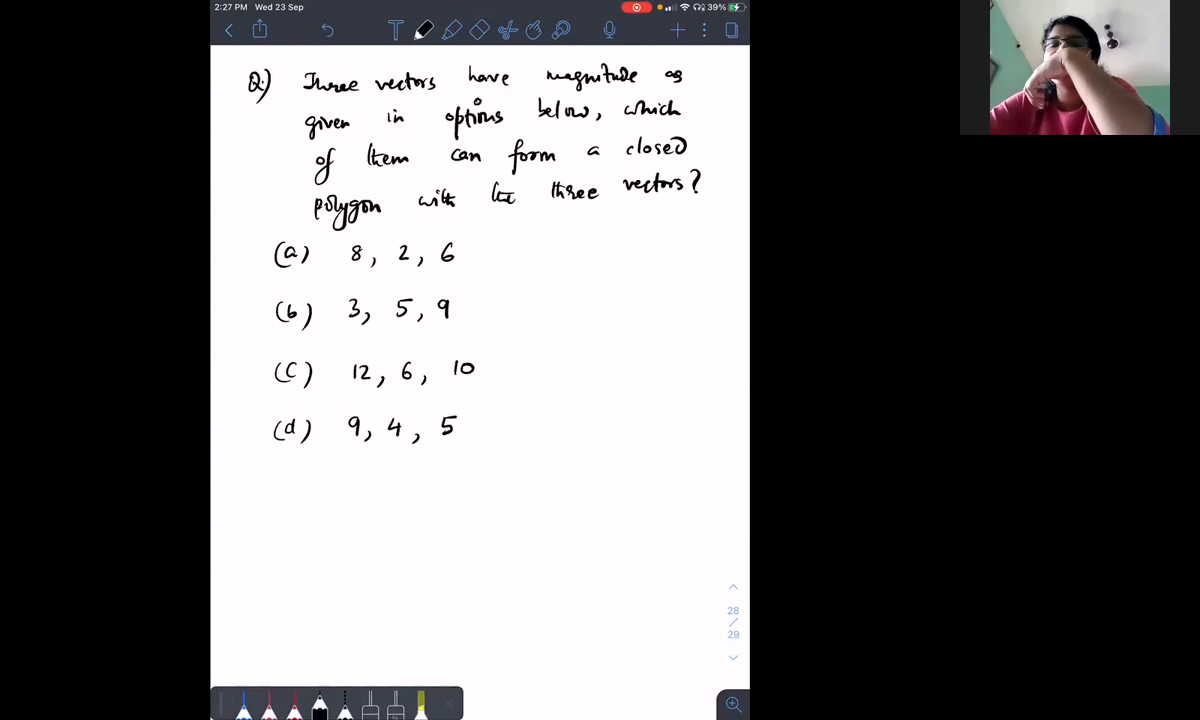 2:27 PM Wed 23 Sep
39%
Q.) Three vectors have magnitude as
given in options below, which
of them can form a closed
polygon with the three vectors?
(a) 8, 2, 6
(b) 3, 5, 9
(c) 12, 6, 10
(d) 9, 4, 5
28
/
29